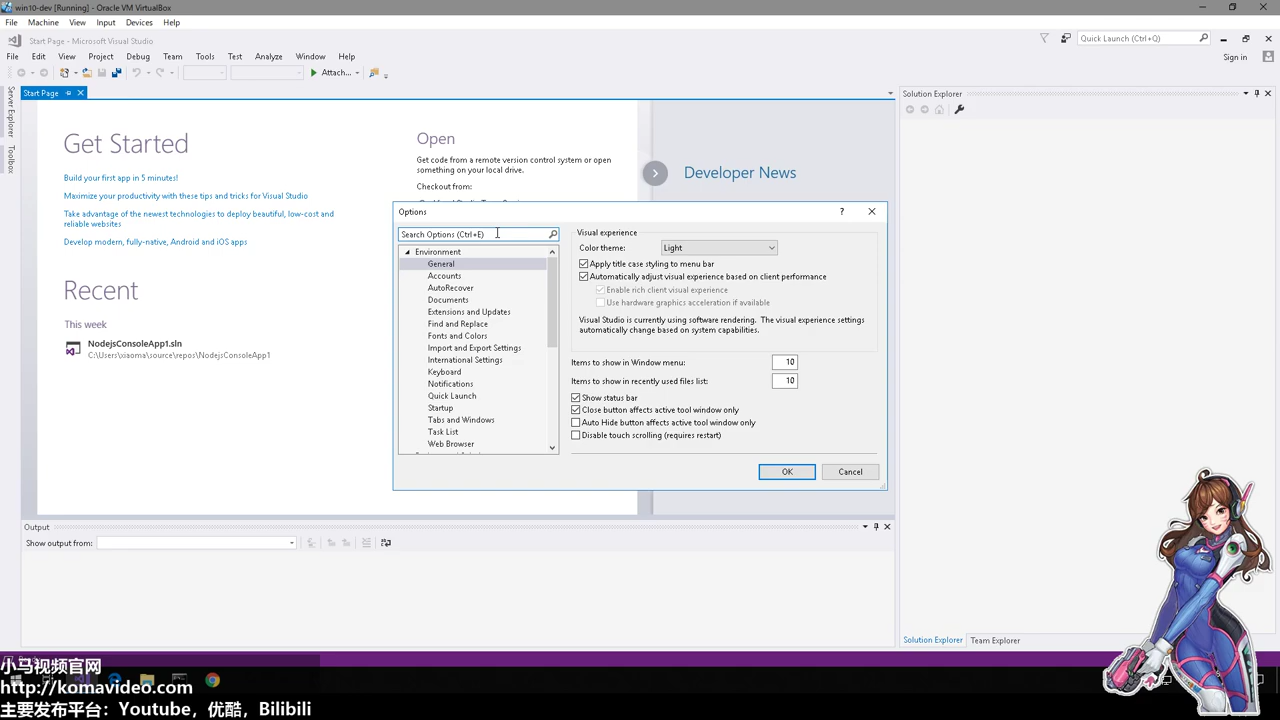 win10-dev [Running] - Oracle VM VirtualBox
File Machine View Input Devices Help
Start Page - Microsoft Visual Studio
Quick Launch (Ctrl+Q)
File Edit View Project Debug Team Tools Test Analyze Window Help
Sign in
Attach...
Server Explorer
Toolbox
Start Page
Solution Explorer
Get Started
Build your first app in 5 minutes!
Maximize your productivity with these tips and tricks for Visual Studio
Take advantage of the newest technologies to deploy beautiful, low-cost and
reliable websites
Develop modern, fully-native, Android and iOS apps
Recent
This week
NodejsConsoleApp1.sln
C:\Users\xiaoma\source\repos\NodejsConsoleApp1
Open
Get code from a remote version control system or open
something on your local drive.
Checkout from:
Developer News
Options
Search Options (Ctrl+E)
Environment
General
Accounts
AutoRecover
Documents
Extensions and Updates
Find and Replace
Fonts and Colors
Import and Export Settings
International Settings
Keyboard
Notifications
Quick Launch
Startup
Tabs and Windows
Task List
Web Browser
Visual experience
Color theme: Light
Apply title case styling to menu bar
Automatically adjust visual experience based on client performance
Enable rich client visual experience
Use hardware graphics acceleration if available
Visual Studio is currently using software rendering. The visual experience settings
automatically change based on system capabilities.
Items to show in Window menu: 10
Items to show in recently used files list: 10
Show status bar
Close button affects active tool window only
Auto Hide button affects active tool window only
Disable touch scrolling (requires restart)
OK Cancel
Output
Show output from:
Solution Explorer Team Explorer
小马视频官网
http://komavideo.com
主要发布平台：Youtube，优酷，Bilibili